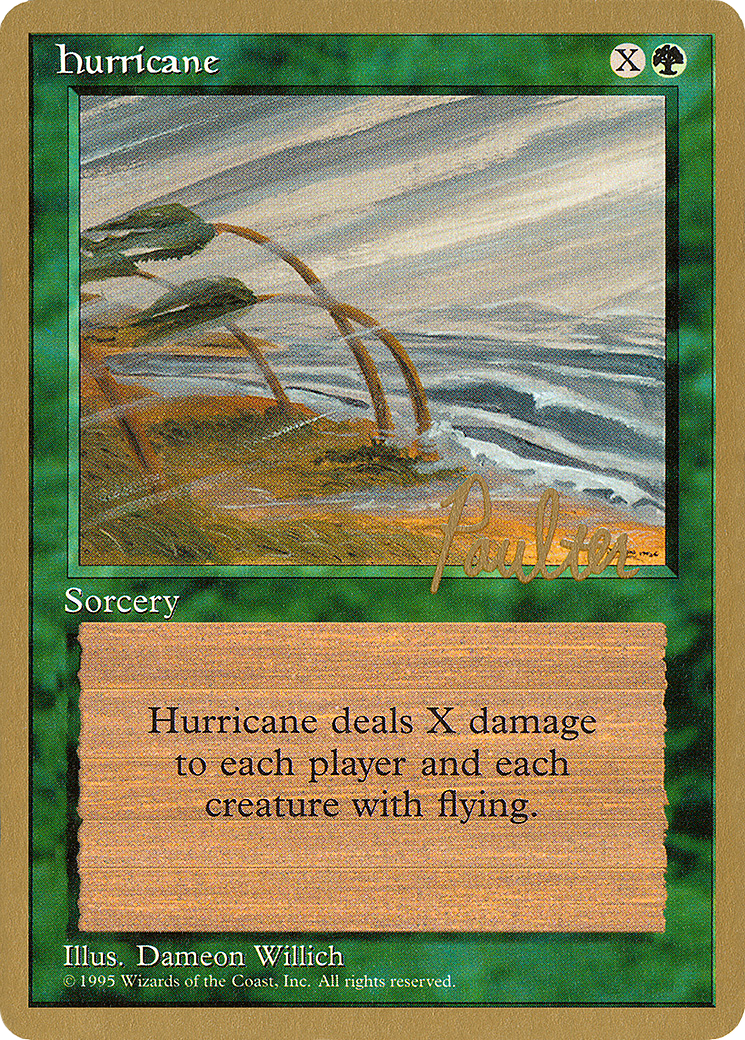 hurricane X
Poulter
Sorcery
Hurricane deals X damage
to each player and each
creature with flying.
Illus. Dameon Willich
© 1995 Wizards of the Coast, Inc. All rights reserved.